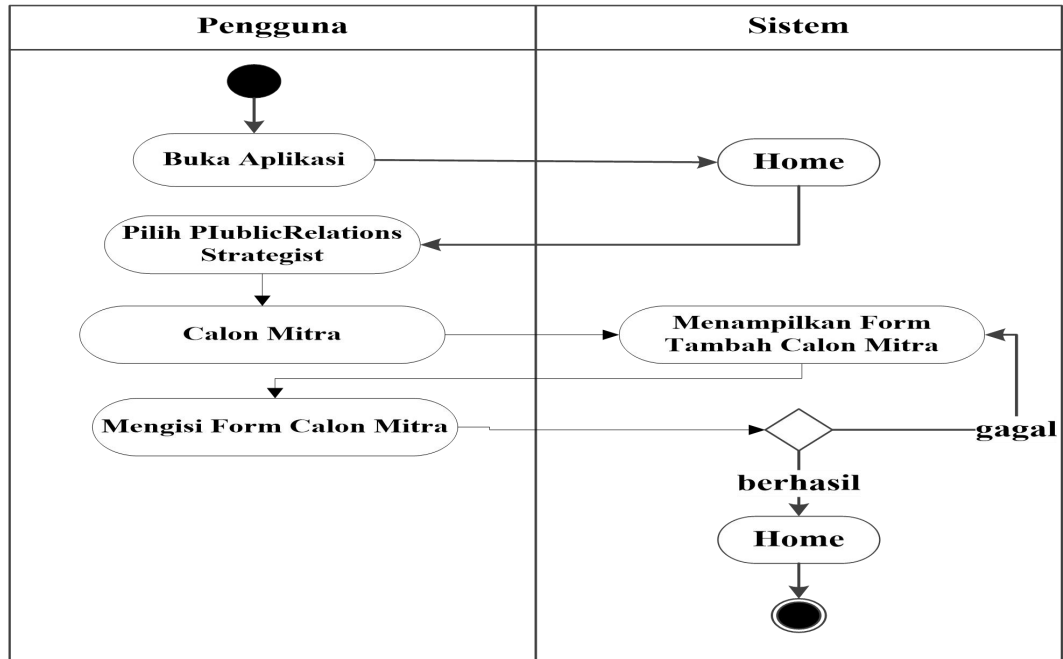 Pengguna
Sistem
Buka Aplikasi
Home
Pilih PIublicRelations
Strategist
Calon Mitra
Menampilkan Form
Tambah Calon Mitra
Mengisi Form Calon Mitra
gagal
berhasil
Home